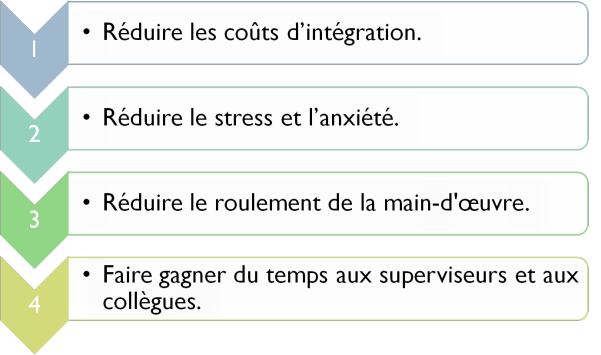 1
• Réduire les coûts d’intégration.
2
• Réduire le stress et l’anxiété.
3
• Réduire le roulement de la main-d'œuvre.
4
• Faire gagner du temps aux superviseurs et aux
collègues.